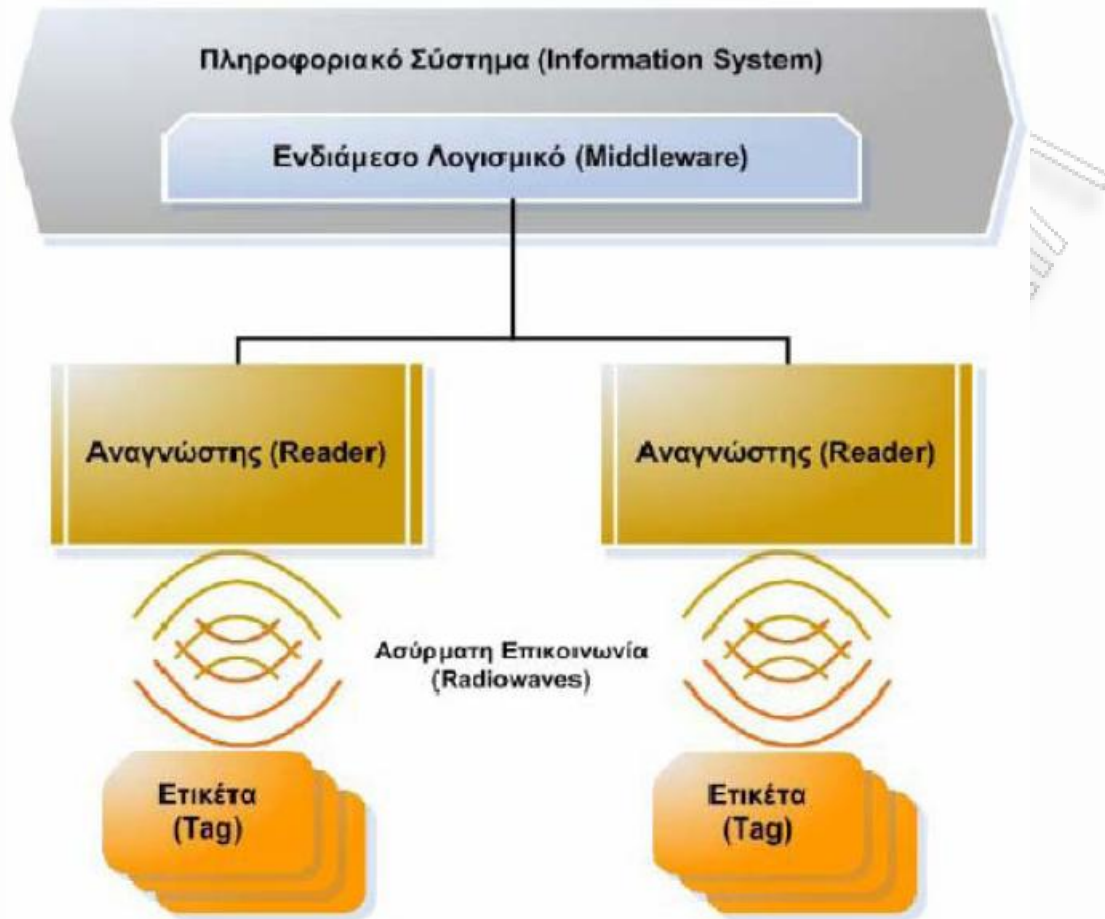 Πληροφοριακό Σύστημα (Information System)
Ενδιάμεσο Λογισμικό (Middleware)
Αναγνώστης (Reader)
Αναγνώστης (Reader)
Ασύρματη Επικοινωνία
(Radiowaves)
Ετικέτα
(Tag)
Ετικέτα
(Tag)